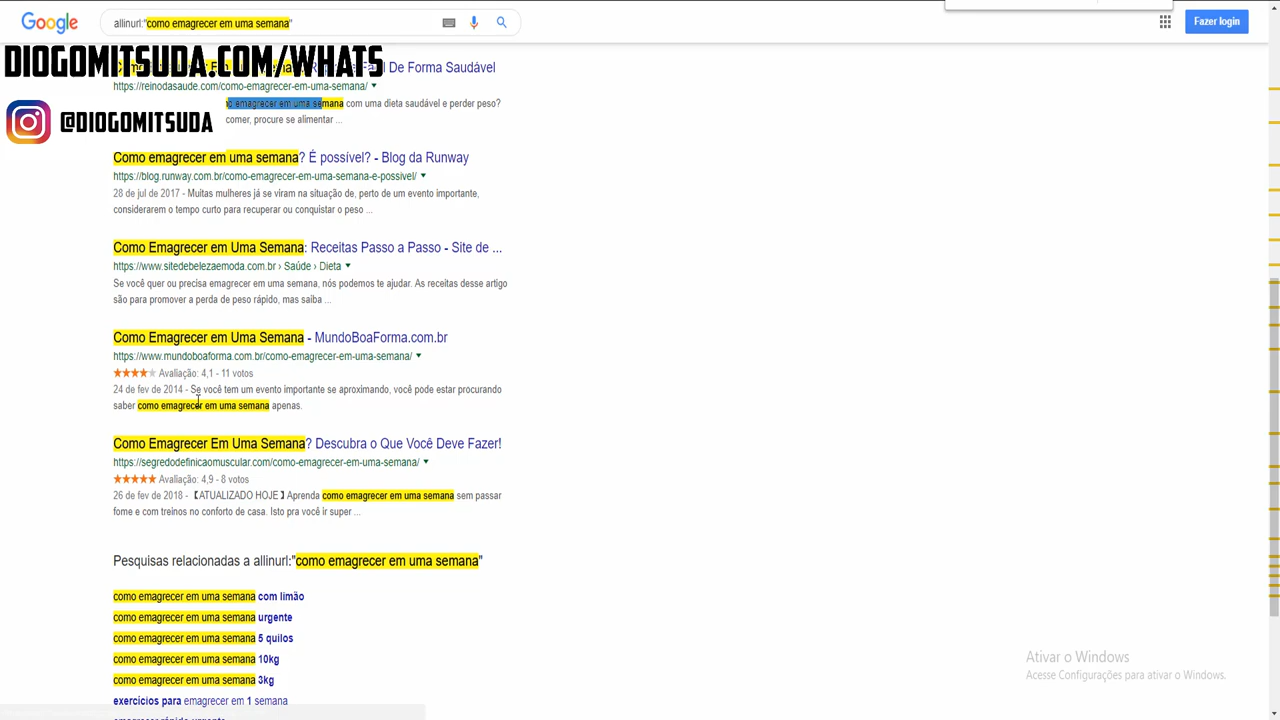 Google
allinurl:"como emagrecer em uma semana"
Fazer login
DIOGOMITSUDA.COM/WHATS
De Forma Saudável
https://reinodasaude.com/como-emagrecer-em-uma-semana/
@DIOGOMITSUDA
emagrecer em uma semana com uma dieta saudável e perder peso?
comer, procure se alimentar ...
Como emagrecer em uma semana? É possível? - Blog da Runway
https://blog.runway.com.br/como-emagrecer-em-uma-semana-e-possivel/
28 de jul de 2017 - Muitas mulheres já se viram na situação de, perto de um evento importante,
considerarem o tempo curto para recuperar ou conquistar o peso ...
Como Emagrecer em Uma Semana: Receitas Passo a Passo - Site de ...
https://www.sitedebelezaemoda.com.br › Saúde › Dieta
Se você quer ou precisa emagrecer em uma semana, nós podemos te ajudar. As receitas desse artigo
são para promover a perda de peso rápido, mas saiba ...
Como Emagrecer em Uma Semana - MundoBoaForma.com.br
https://www.mundoboaforma.com.br/como-emagrecer-em-uma-semana/
Avaliação: 4,1 - 11 votos
24 de fev de 2014 - Se você tem um evento importante se aproximando, você pode estar procurando
saber como emagrecer em uma semana apenas.
Como Emagrecer Em Uma Semana? Descubra o Que Você Deve Fazer!
https://segredodefinicaomuscular.com/como-emagrecer-em-uma-semana/
Avaliação: 4,9 - 8 votos
26 de fev de 2018 - 【ATUALIZADO HOJE】Aprenda como emagrecer em uma semana sem passar
fome e com treinos no conforto de casa. Isto pra você ir super ...
Pesquisas relacionadas a allinurl:"como emagrecer em uma semana"
como emagrecer em uma semana com limão
como emagrecer em uma semana urgente
como emagrecer em uma semana 5 quilos
como emagrecer em uma semana 10kg
como emagrecer em uma semana 3kg
exercícios para emagrecer em 1 semana
Ativar o Windows
Acesse Configurações para ativar o Windows.